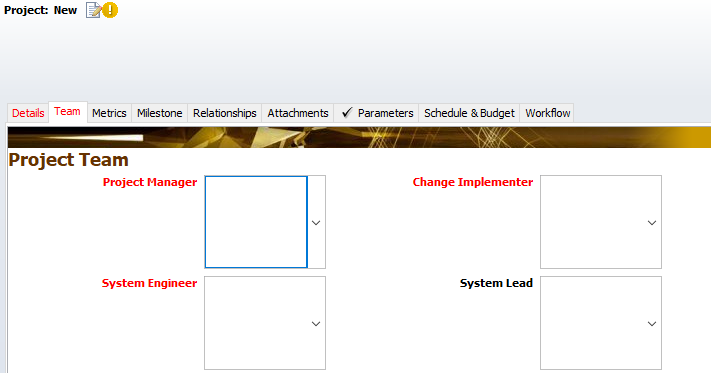 Project: New
Details Team Metrics Milestone Relationships Attachments Parameters Schedule & Budget Workflow
Project Team
Project Manager Change Implementer
System Engineer System Lead